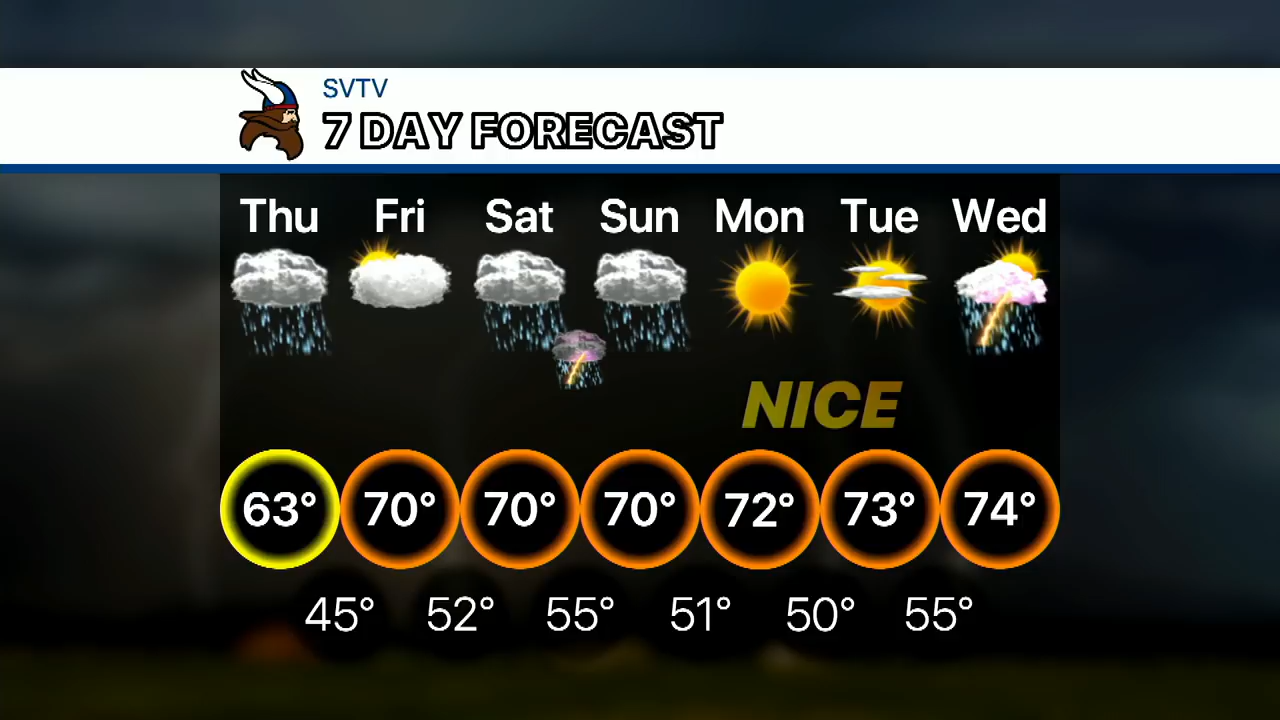 SVTV
7 DAY FORECAST
Thu Fri Sat Sun Mon Tue Wed
NICE
63° 70° 70° 70° 72° 73° 74°
45° 52° 55° 51° 50° 55°